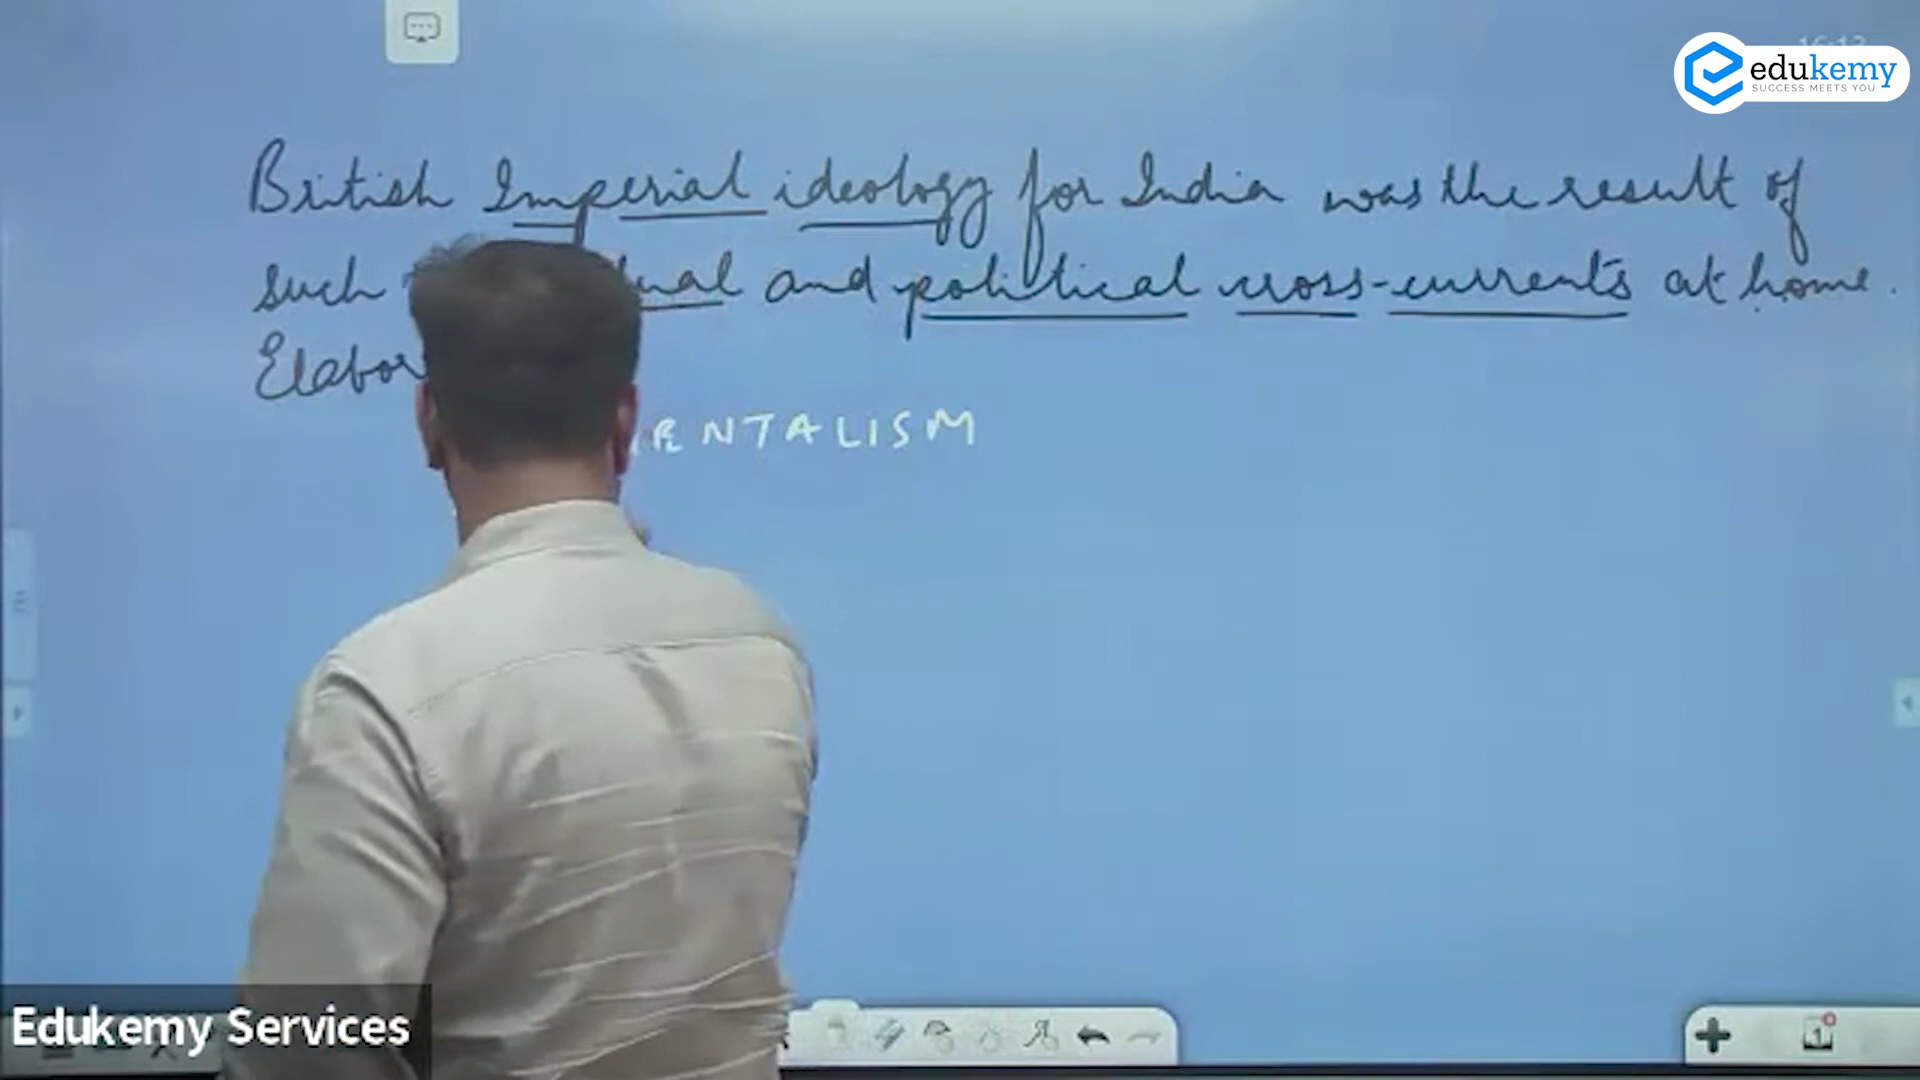 edukemy
SUCCESS MEETS YOU
British Imperial ideology for India was the result of
such and political cross-currents at home.
Edukemy Services